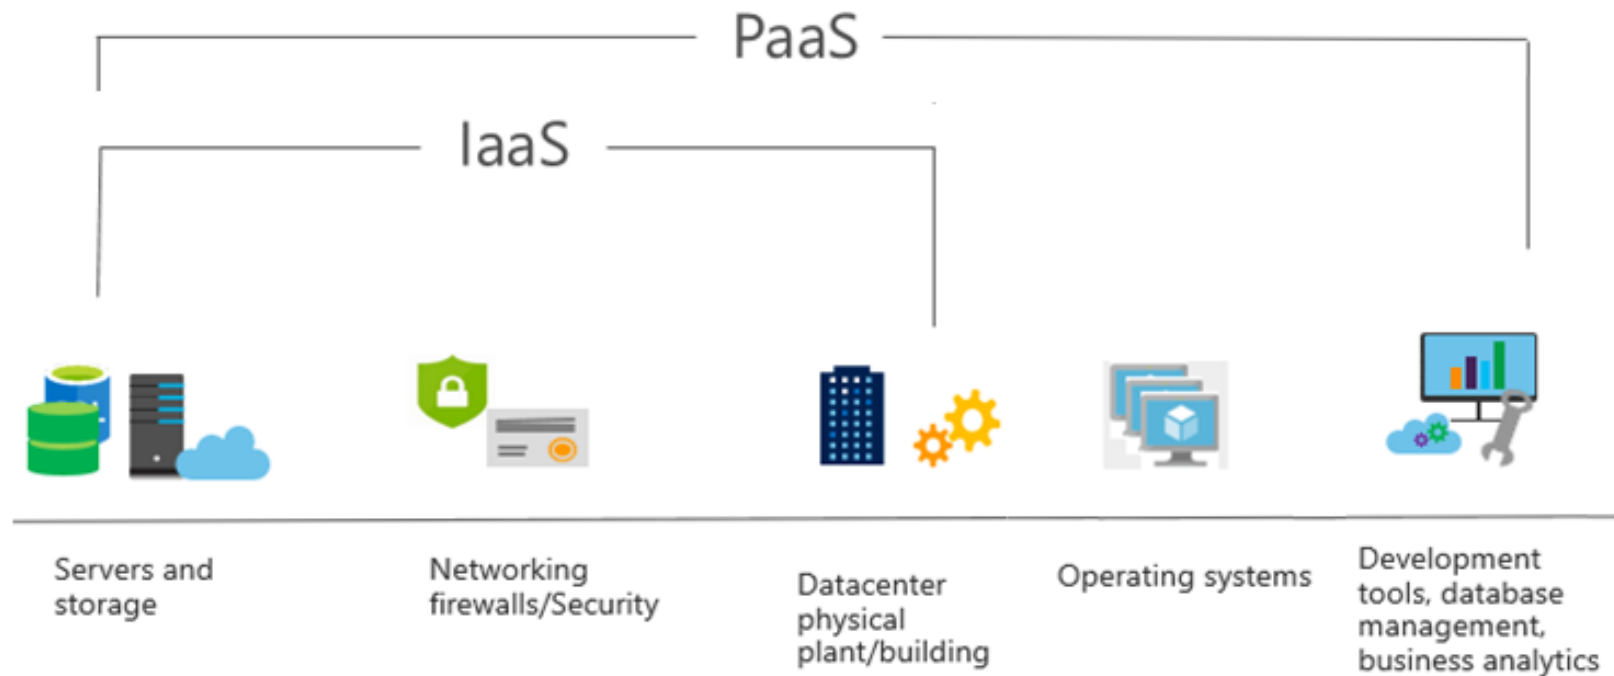 PaaS
IaaS
Servers and
storage
Networking
firewalls/Security
Datacenter
physical
plant/building
Operating systems
Development
tools, database
management,
business analytics